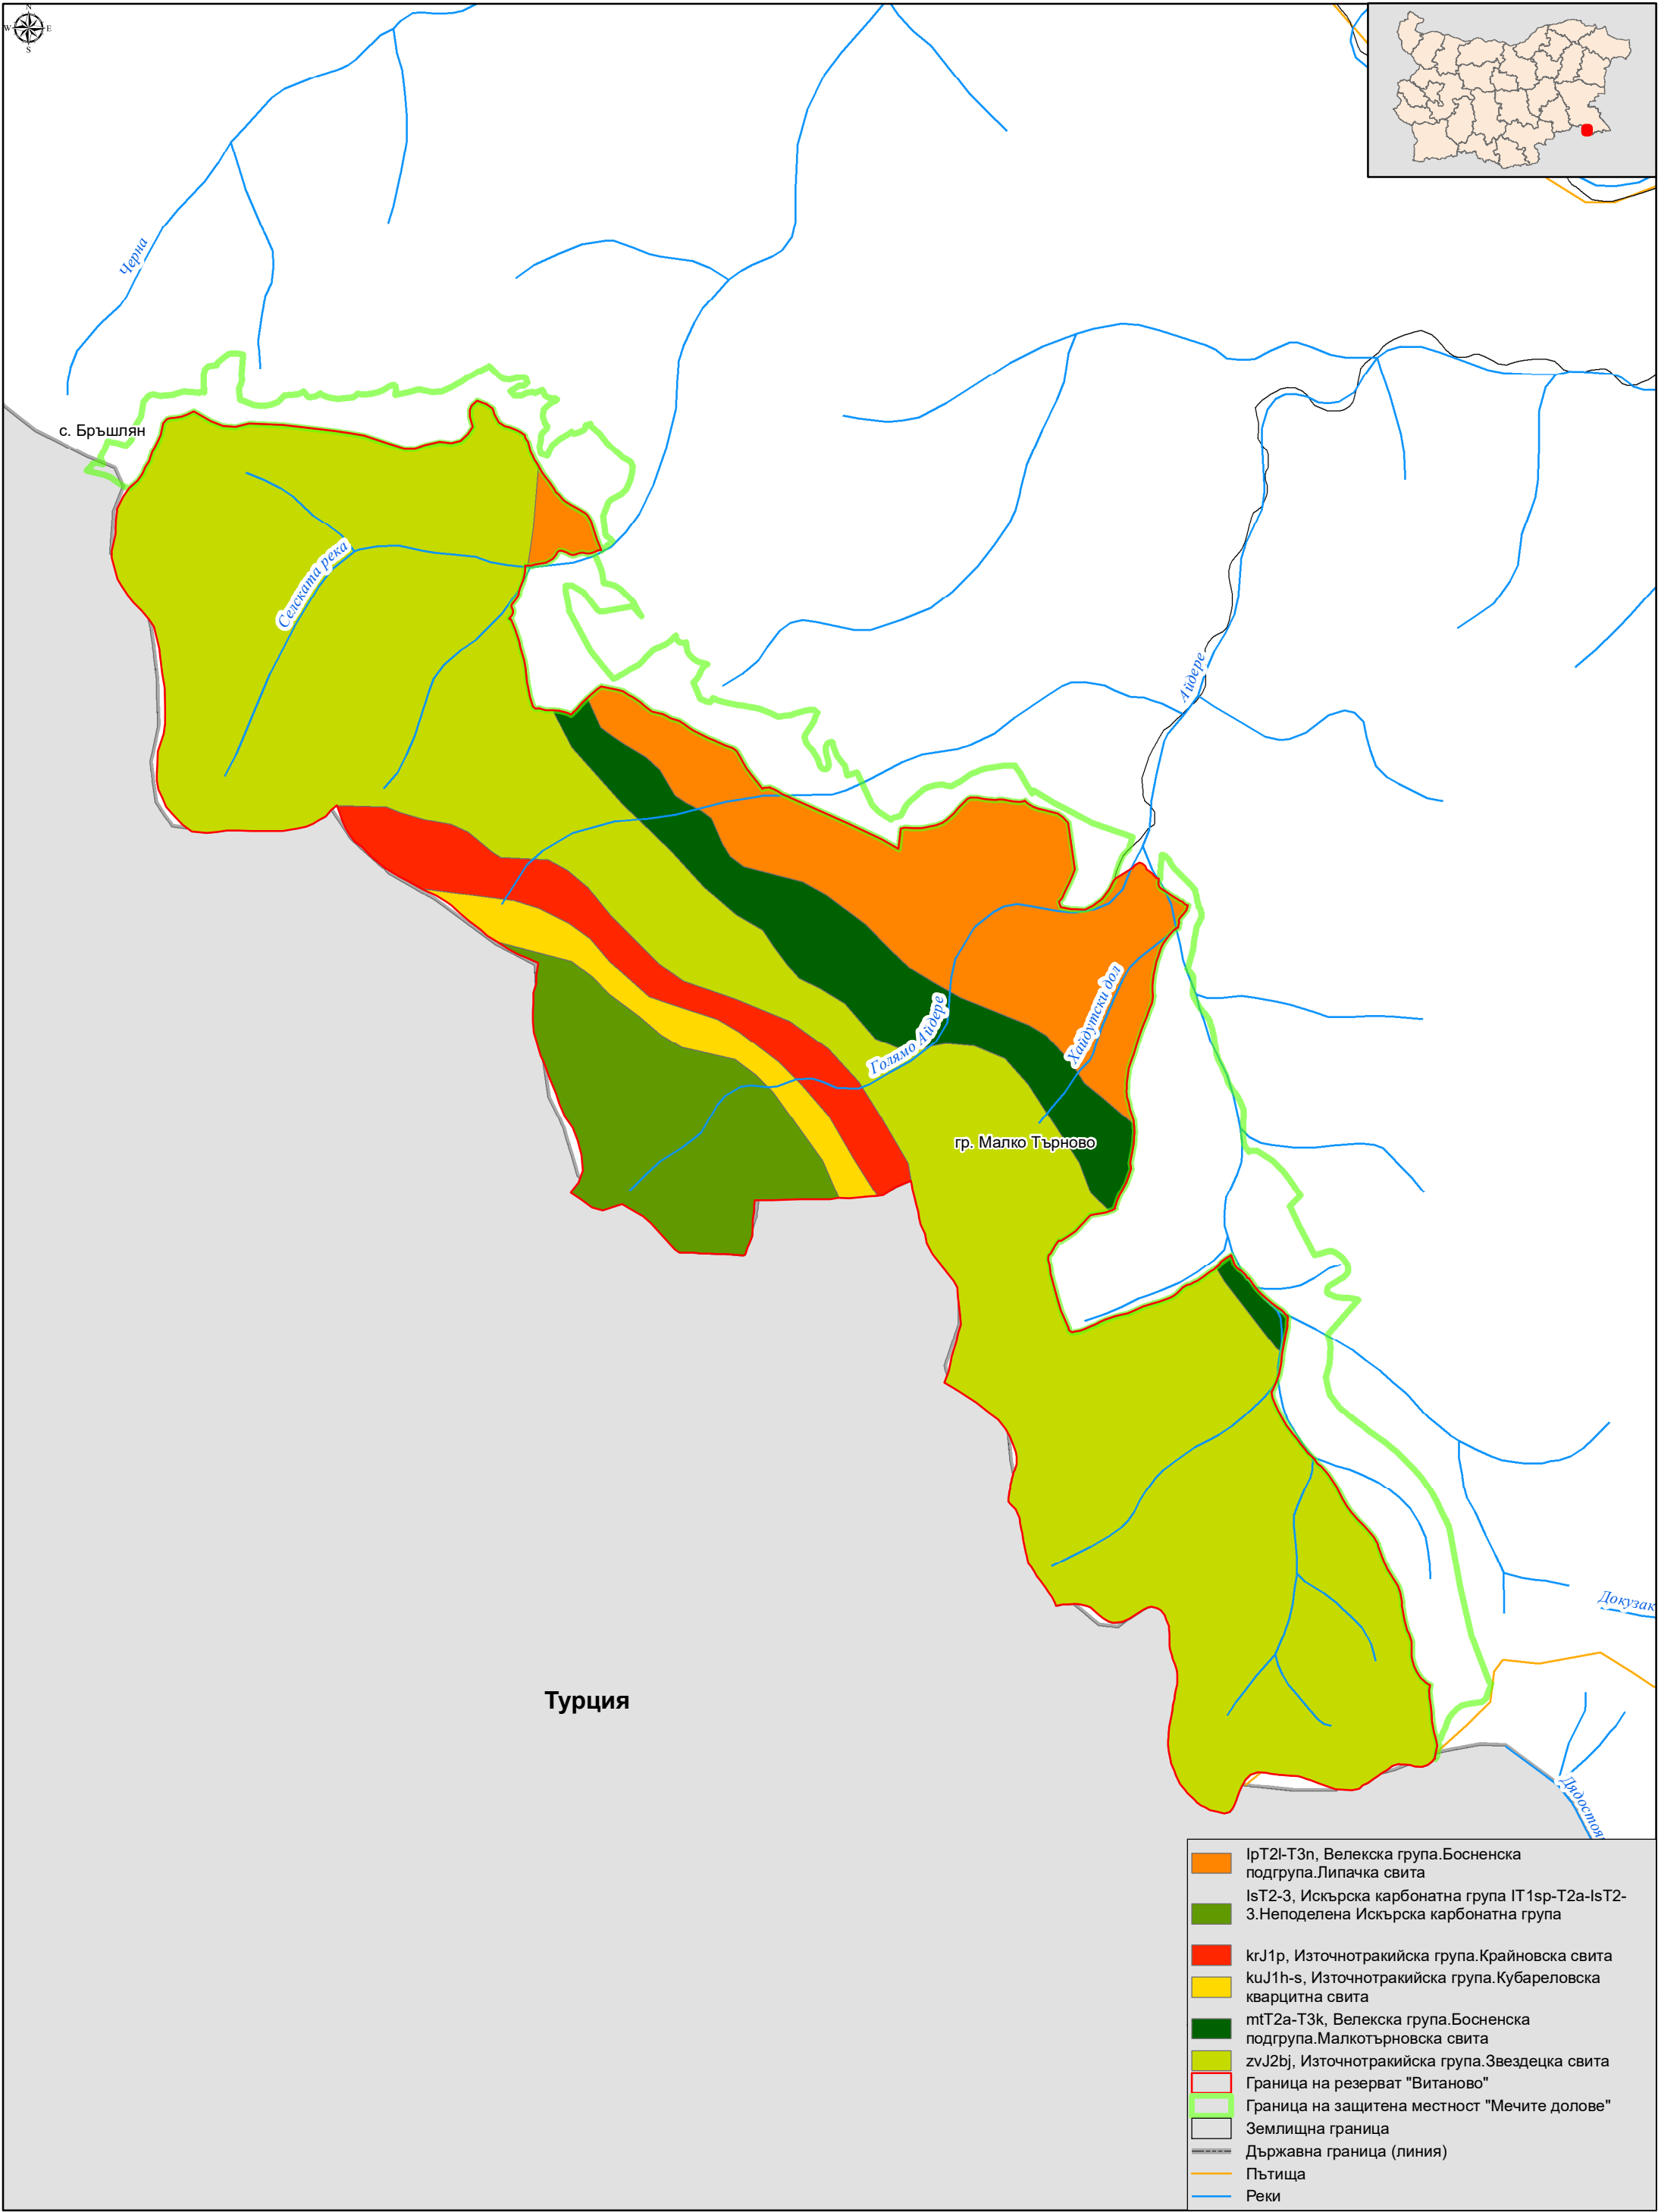 N
W E
S
Черна
с. Бръшлян
Селската река
Айдере
Хайдутски дол
Голямо Айдере
гр. Малко Търново
Докузак
Турция
Дядостоя
lpT2l-T3n, Велекска група.Босненска
подгрупа.Липачка свита
IsT2-3, Искърска карбонатна група IT1sp-T2a-IsT2-
3.Неподелена Искърска карбонатна група
krJ1p, Източнотракийска група.Крайновска свита
kuJ1h-s, Източнотракийска група.Кубареловска
кварцитна свита
mtT2a-T3k, Велекска група.Босненска
подгрупа.Малкотърновска свита
zvJ2bj, Източнотракийска група.Звездецка свита
Граница на резерват "Витаново"
Граница на защитена местност "Мечите долове"
Землищна граница
Държавна граница (линия)
Пътища
Реки